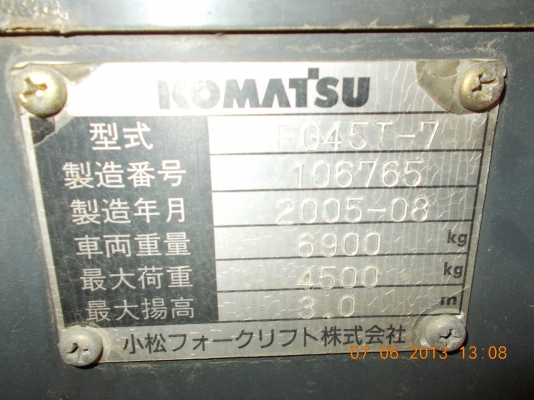 KOMATSU
型式 FG45T-7
製造番号 106765
製造年月 2005-08
車両重量 6900 kg
最大荷重 4500 kg
最大揚高 3.0 m
小松フォークリフト株式会社
07 06 2013 13:08